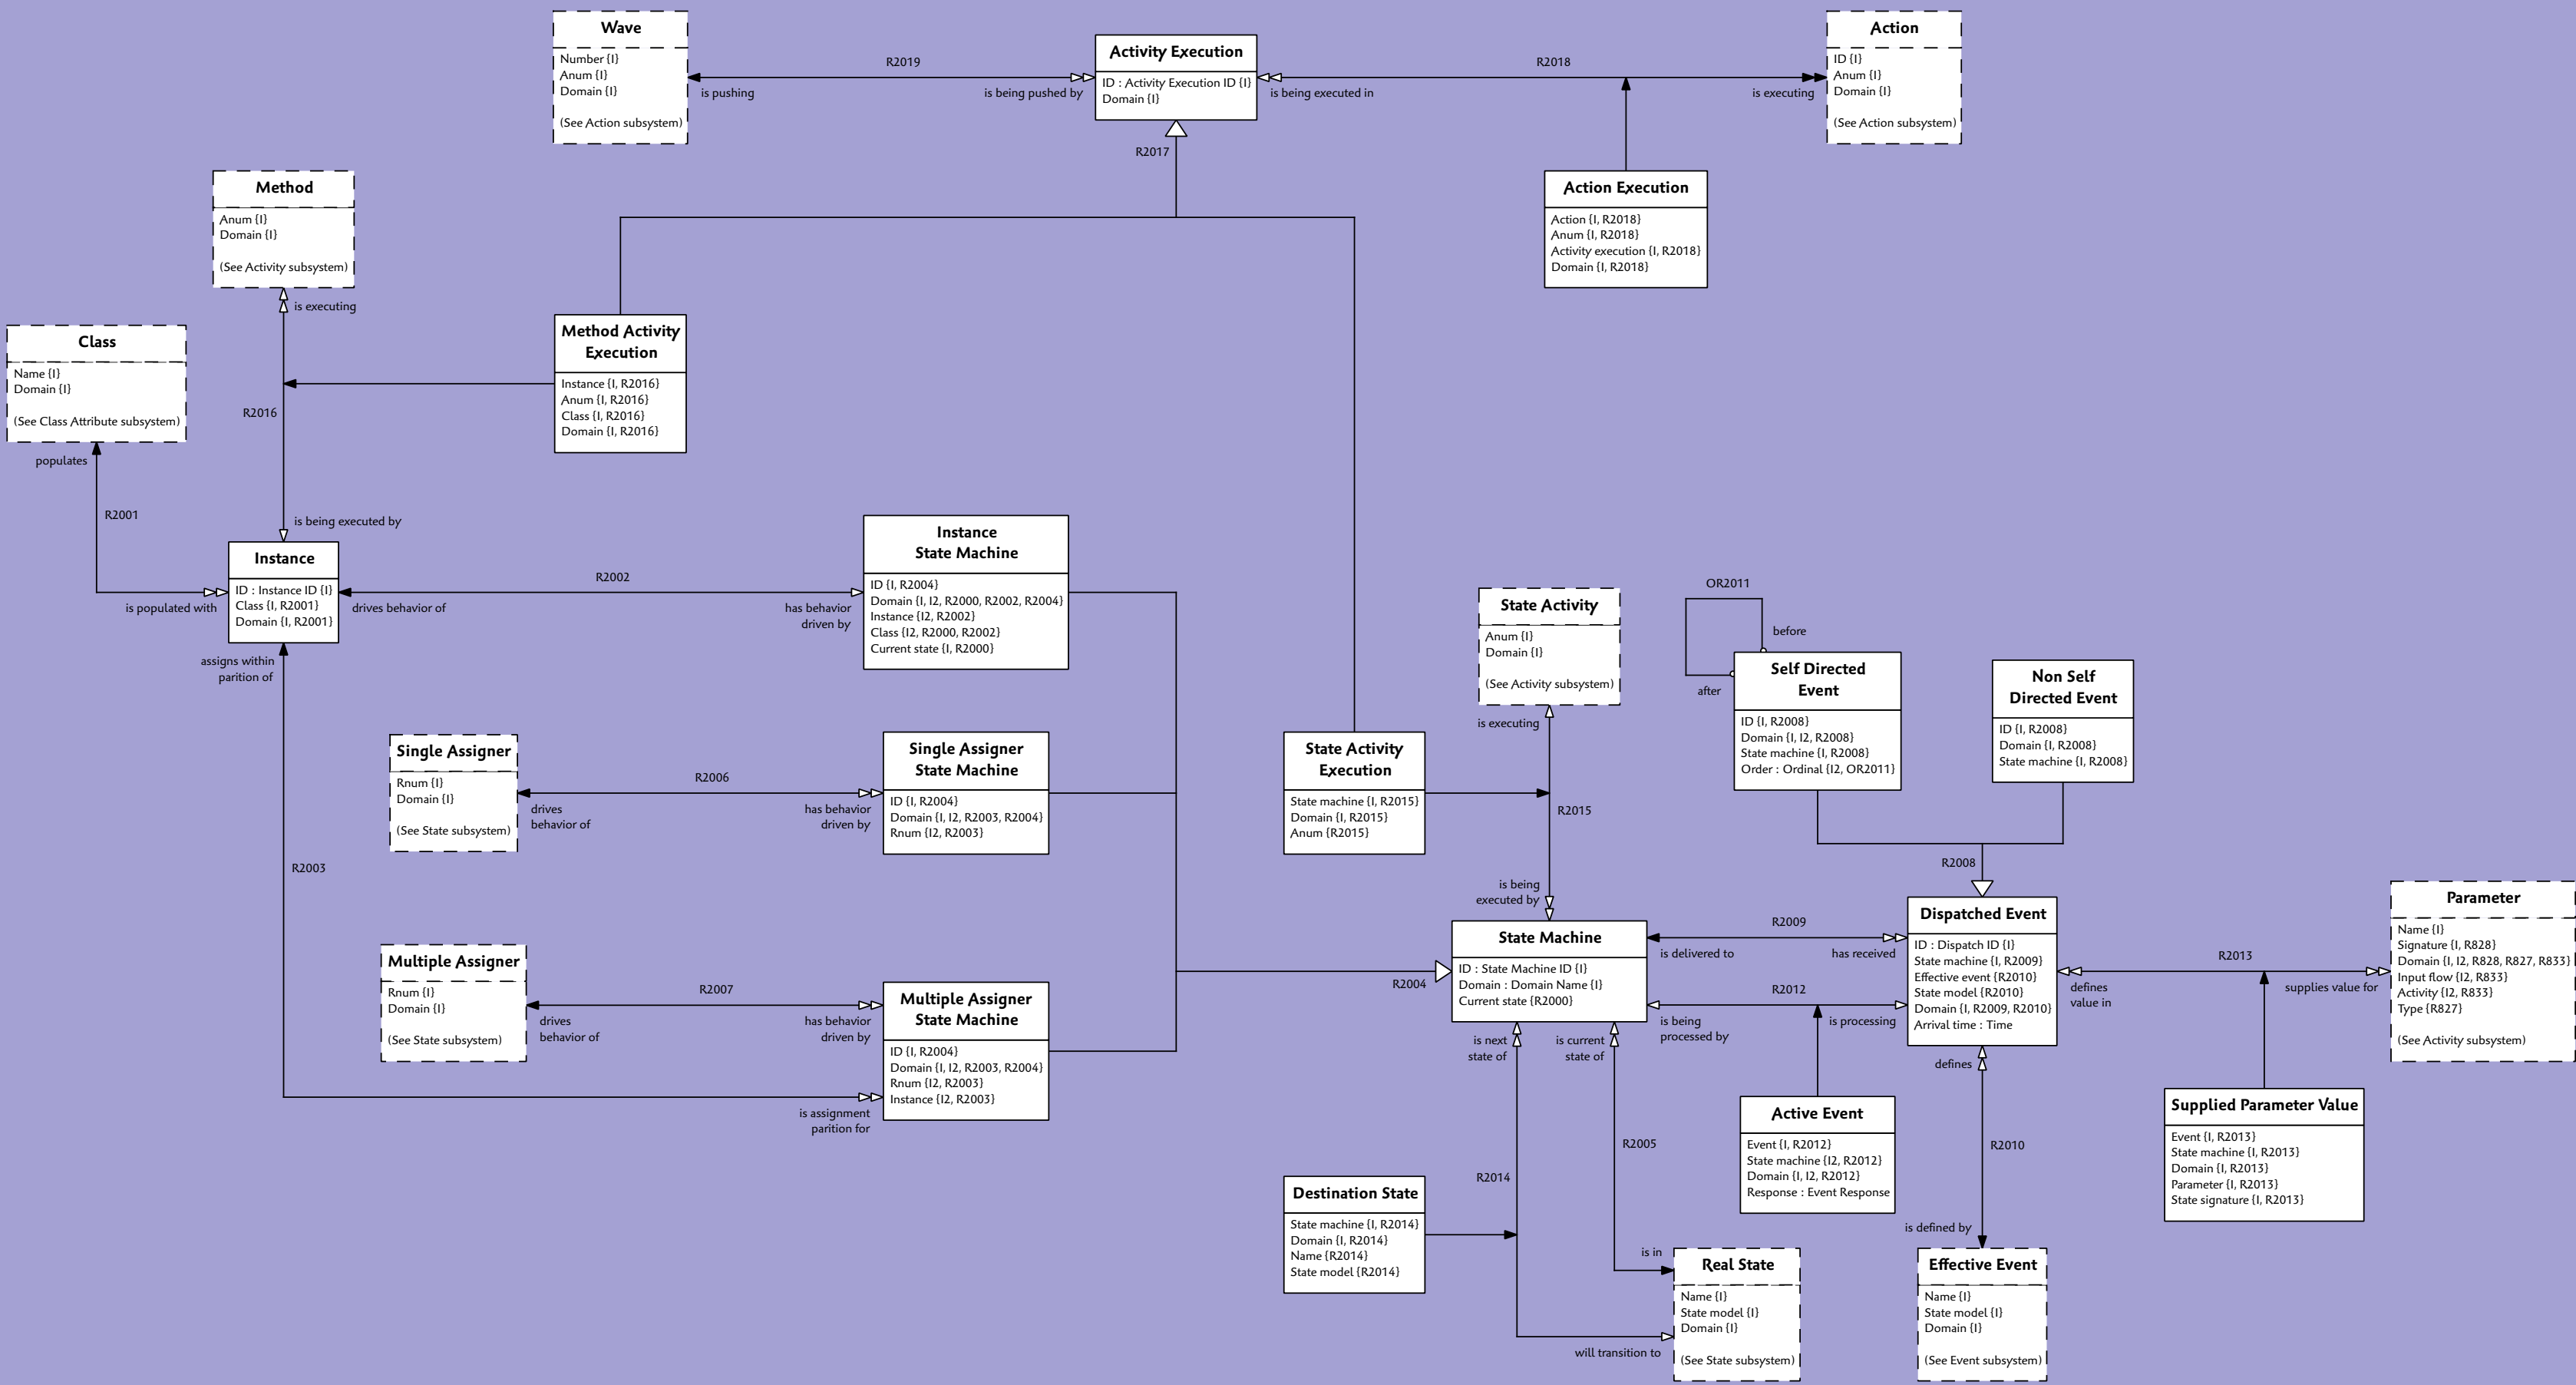 Wave
Number {I}
Anum {I}
Domain {I}
(See Action subsystem)
R2019
is pushing
is being pushed by
Activity Execution
ID : Activity Execution ID {I}
Domain {I}
R2018
is being executed in
is executing
Action
ID {I}
Anum {I}
Domain {I}
(See Action subsystem)
R2017
Action Execution
Action {I, R2018}
Anum {I, R2018}
Activity execution {I, R2018}
Domain {I, R2018}
Method
Anum {I}
Domain {I}
(See Activity subsystem)
is executing
Class
Name {I}
Domain {I}
(See Class Attribute subsystem)
populates
R2016
Method Activity
Execution
Instance {I, R2016}
Anum {I, R2016}
Class {I, R2016}
Domain {I, R2016}
R2001
is being executed by
is populated with
Instance
ID : Instance ID {I}
Class {I, R2001}
Domain {I, R2001}
R2002
drives behavior of
has behavior
driven by
Instance
State Machine
ID {I, R2004}
Domain {I, I2, R2000, R2002, R2004}
Instance {I2, R2002}
Class {I2, R2000, R2002}
Current state {I, R2000}
assigns within
parition of
Single Assigner
Rnum {I}
Domain {I}
(See State subsystem)
R2006
drives
behavior of
has behavior
driven by
Single Assigner
State Machine
ID {I, R2004}
Domain {I, I2, R2003, R2004}
Rnum {I2, R2003}
R2003
Multiple Assigner
Rnum {I}
Domain {I}
(See State subsystem)
R2007
drives
behavior of
has behavior
driven by
Multiple Assigner
State Machine
ID {I, R2004}
Domain {I, I2, R2003, R2004}
Rnum {I2, R2003}
Instance {I2, R2003}
is assignment
parition for
State Activity
Execution
State machine {I, R2015}
Domain {I, R2015}
Anum {R2015}
State Activity
Anum {I}
Domain {I}
(See Activity subsystem)
is executing
R2015
is being
executed by
OR2011
before
after
Self Directed
Event
ID {I, R2008}
Domain {I, I2, R2008}
State machine {I, R2008}
Order : Ordinal {I2, OR2011}
Non Self
Directed Event
ID {I, R2008}
Domain {I, R2008}
State machine {I, R2008}
R2008
R2004
State Machine
ID : State Machine ID {I}
Domain : Domain Name {I}
Current state {R2000}
R2009
is delivered to
has received
R2012
is being
processed by
is processing
Dispatched Event
ID : Dispatch ID {I}
State machine {I, R2009}
Effective event {R2010}
State model {R2010}
Domain {I, R2009, R2010}
Arrival time : Time
R2013
defines
value in
supplies value for
Parameter
Name {I}
Signature {I, R828}
Domain {I, I2, R828, R827, R833}
Input flow {I2, R833}
Activity {I2, R833}
Type {R827}
(See Activity subsystem)
is next
state of
is current
state of
defines
R2014
R2005
Active Event
Event {I, R2012}
State machine {I2, R2012}
Domain {I, I2, R2012}
Response : Event Response
R2010
Supplied Parameter Value
Event {I, R2013}
State machine {I, R2013}
Domain {I, R2013}
Parameter {I, R2013}
State signature {I, R2013}
Destination State
State machine {I, R2014}
Domain {I, R2014}
Name {R2014}
State model {R2014}
is in
will transition to
Real State
Name {I}
State model {I}
Domain {I}
(See State subsystem)
is defined by
Effective Event
Name {I}
State model {I}
Domain {I}
(See Event subsystem)